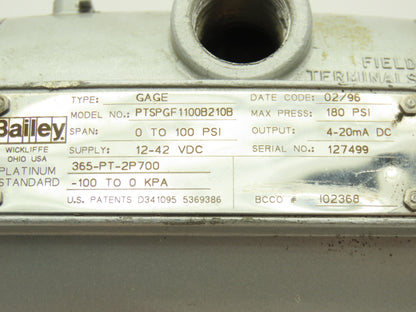 FIELD
TERMINALS
TYPE: GAGE DATE CODE: 02/96
MODEL NO.: PTSPGF1100B210B MAX PRESS: 180 PSI
Bailey SPAN: 0 TO 100 PSI OUTPUT: 4-20mA DC
WICKLIFFE OHIO USA SUPPLY: 12-42 VDC SERIAL NO.: 127499
PLATINUM 365-PT-2P700
STANDARD -100 TO 0 KPA
U.S. PATENTS D341095 5369386 BCCO # 102368